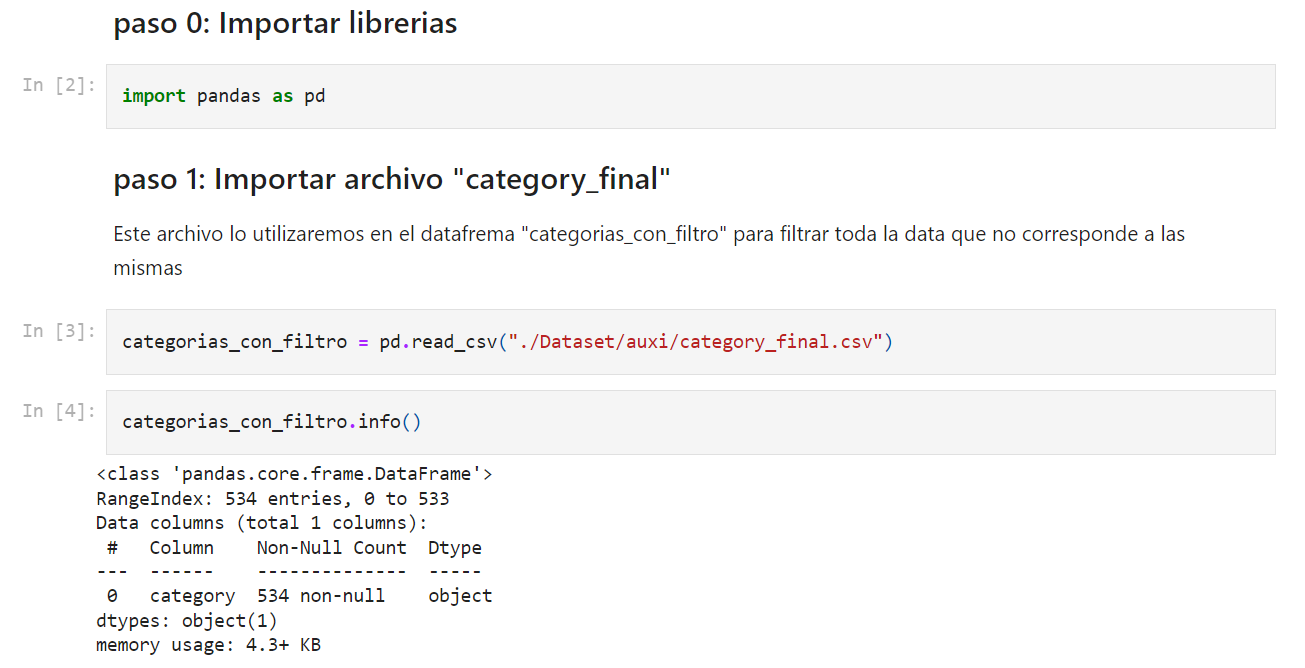 paso 0: Importar librerias
In [2]:
import pandas as pd
paso 1: Importar archivo "category_final"
Este archivo lo utilizaremos en el datafrema "categorias_con_filtro" para filtrar toda la data que no corresponde a las
mismas
In [3]:
categorias_con_filtro = pd.read_csv("./Dataset/auxi/category_final.csv")
In [4]:
categorias_con_filtro.info()
<class 'pandas.core.frame.DataFrame'>
RangeIndex: 534 entries, 0 to 533
Data columns (total 1 columns):
 #   Column    Non-Null Count  Dtype
---  ------    --------------  -----
 0   category  534 non-null    object
dtypes: object(1)
memory usage: 4.3+ KB